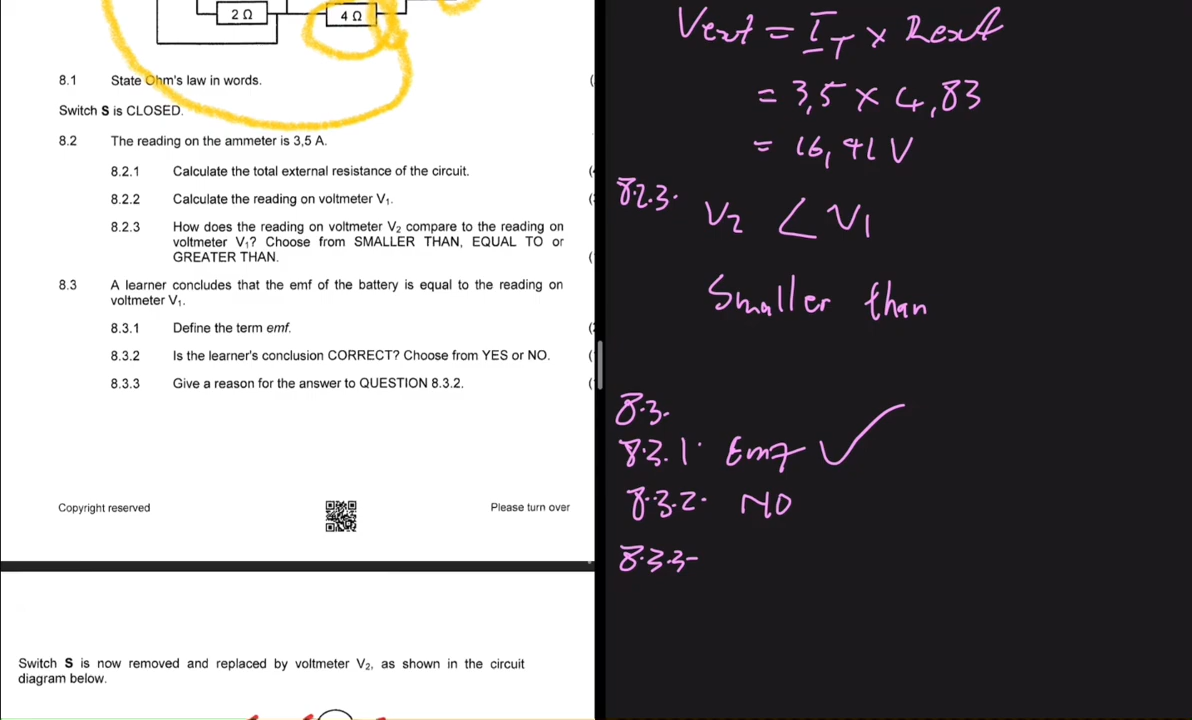 2 Ω
4 Ω
8.1 State Ohm's law in words.
Switch S is CLOSED.
8.2 The reading on the ammeter is 3,5 A.
8.2.1 Calculate the total external resistance of the circuit.
8.2.2 Calculate the reading on voltmeter V₁.
8.2.3 How does the reading on voltmeter V₂ compare to the reading on
voltmeter V₁? Choose from SMALLER THAN, EQUAL TO or
GREATER THAN.
8.3 A learner concludes that the emf of the battery is equal to the reading on
voltmeter V₁.
8.3.1 Define the term emf.
8.3.2 Is the learner's conclusion CORRECT? Choose from YES or NO.
8.3.3 Give a reason for the answer to QUESTION 8.3.2.
Copyright reserved
Please turn over
Switch S is now removed and replaced by voltmeter V₂, as shown in the circuit
diagram below.
Vext = I_T × Rext
= 3,5 × 4,83
= 16,91 V
8.2.3. V₂ < V₁
Smaller than
8.3.
8.3.1. Emf ✓
8.3.2. NO
8.3.3-